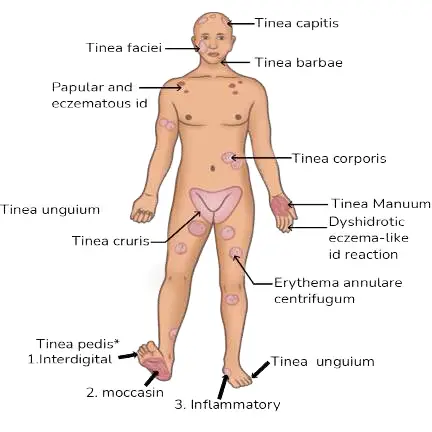 Tinea capitis
Tinea faciei
Tinea barbae
Papular and
eczematous id
Tinea corporis
Tinea unguium
Tinea Manuum
Dyshidrotic
eczema-like
id reaction
Tinea cruris
Erythema annulare
centrifugum
Tinea pedis*
1.Interdigital
Tinea unguium
2. moccasin
3. Inflammatory